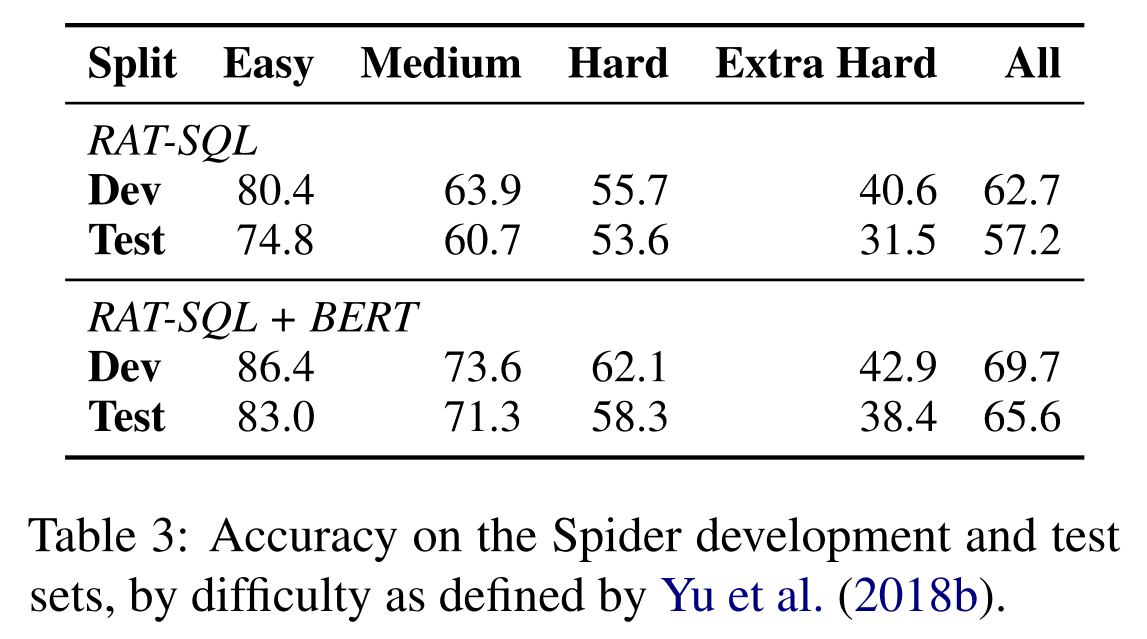 Split Easy Medium Hard Extra Hard All
RAT-SQL
Dev 80.4 63.9 55.7 40.6 62.7
Test 74.8 60.7 53.6 31.5 57.2
RAT-SQL + BERT
Dev 86.4 73.6 62.1 42.9 69.7
Test 83.0 71.3 58.3 38.4 65.6
Table 3: Accuracy on the Spider development and test
sets, by difficulty as defined by Yu et al. (2018b).